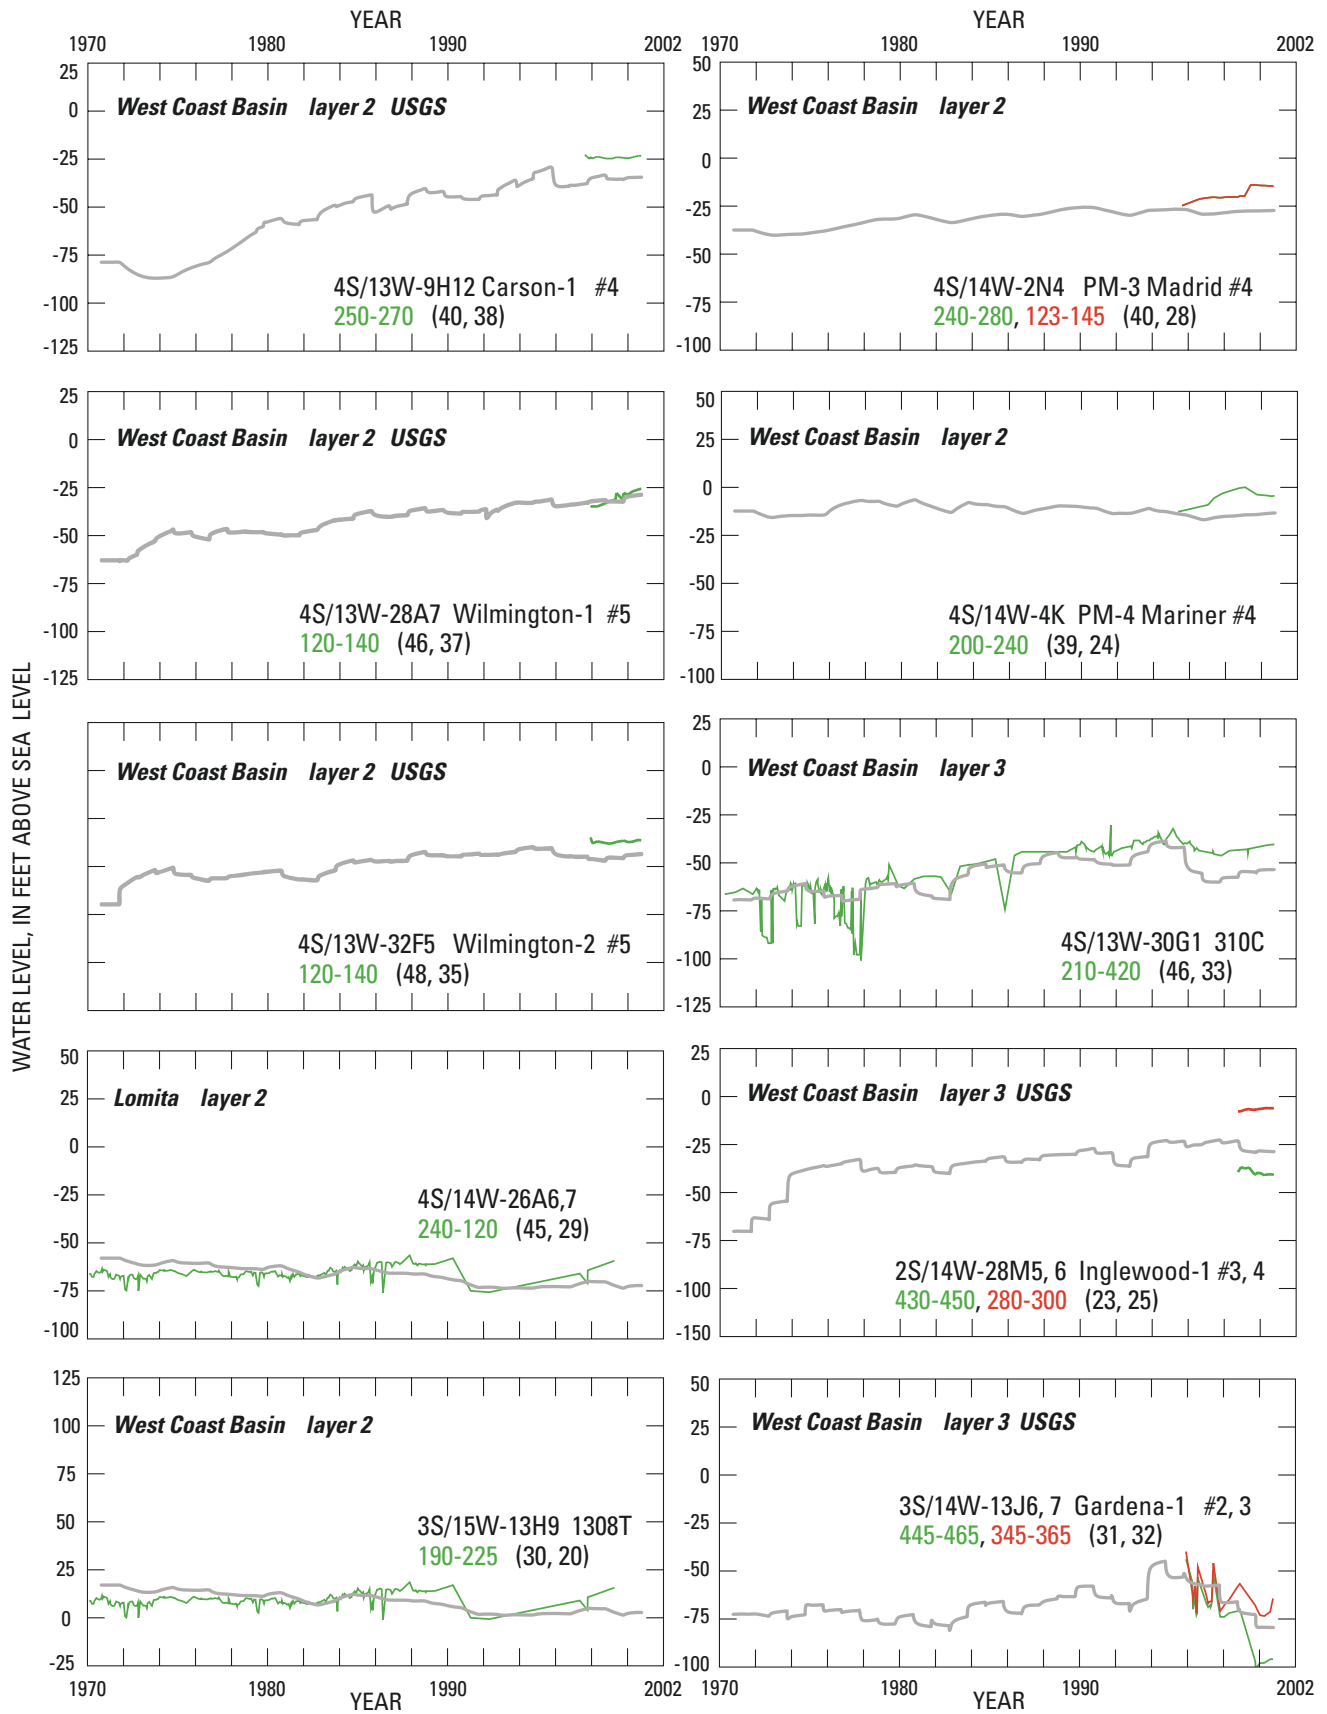 YEAR
1970 1980 1990 2002
25
0
-25
-50
-75
-100
-125
West Coast Basin layer 2 USGS
4S/13W-9H12 Carson-1 #4
250-270 (40, 38)
25
0
-25
-50
-75
-100
-125
West Coast Basin layer 2 USGS
4S/13W-28A7 Wilmington-1 #5
120-140 (46, 37)
West Coast Basin layer 2 USGS
4S/13W-32F5 Wilmington-2 #5
120-140 (48, 35)
50
25
0
-25
-50
-75
-100
Lomita layer 2
4S/14W-26A6,7
240-120 (45, 29)
125
100
75
50
25
0
-25
West Coast Basin layer 2
3S/15W-13H9 1308T
190-225 (30, 20)
1970 1980 1990 2002
YEAR
WATER LEVEL, IN FEET ABOVE SEA LEVEL
YEAR
1970 1980 1990 2002
50
25
0
-25
-50
-75
-100
West Coast Basin layer 2
4S/14W-2N4 PM-3 Madrid #4
240-280, 123-145 (40, 28)
50
25
0
-25
-50
-75
-100
West Coast Basin layer 2
4S/14W-4K PM-4 Mariner #4
200-240 (39, 24)
25
0
-25
-50
-75
-100
-125
West Coast Basin layer 3
4S/13W-30G1 310C
210-420 (46, 33)
25
0
-25
-50
-75
-100
-150
West Coast Basin layer 3 USGS
2S/14W-28M5, 6 Inglewood-1 #3, 4
430-450, 280-300 (23, 25)
50
25
0
-25
-50
-75
-100
West Coast Basin layer 3 USGS
3S/14W-13J6, 7 Gardena-1 #2, 3
445-465, 345-365 (31, 32)
1970 1980 1990 2002
YEAR